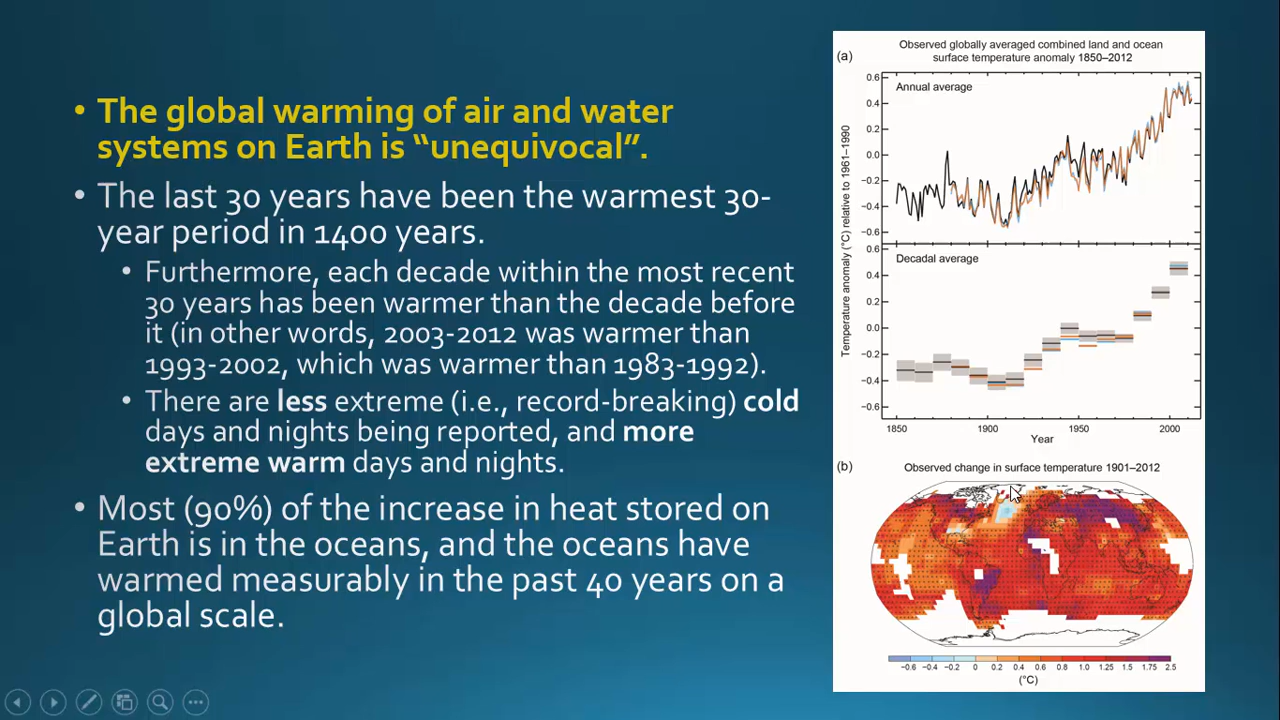 • The global warming of air and water
systems on Earth is “unequivocal”.
• The last 30 years have been the warmest 30-
year period in 1400 years.
• Furthermore, each decade within the most recent
30 years has been warmer than the decade before
it (in other words, 2003-2012 was warmer than
1993-2002, which was warmer than 1983-1992).
• There are less extreme (i.e., record-breaking) cold
days and nights being reported, and more
extreme warm days and nights.
• Most (90%) of the increase in heat stored on
Earth is in the oceans, and the oceans have
warmed measurably in the past 40 years on a
global scale.
(a)
Observed globally averaged combined land and ocean
surface temperature anomaly 1850–2012
Temperature anomaly (°C) relative to 1961–1990
Annual average
0.6
0.4
0.2
0.0
−0.2
−0.4
−0.6
Decadal average
0.6
0.4
0.2
0.0
−0.2
−0.4
−0.6
1850 1900 1950 2000
Year
(b)
Observed change in surface temperature 1901–2012
−0.6 −0.4 −0.2 0 0.2 0.4 0.6 0.8 1.0 1.25 1.5 1.75 2.5
(°C)